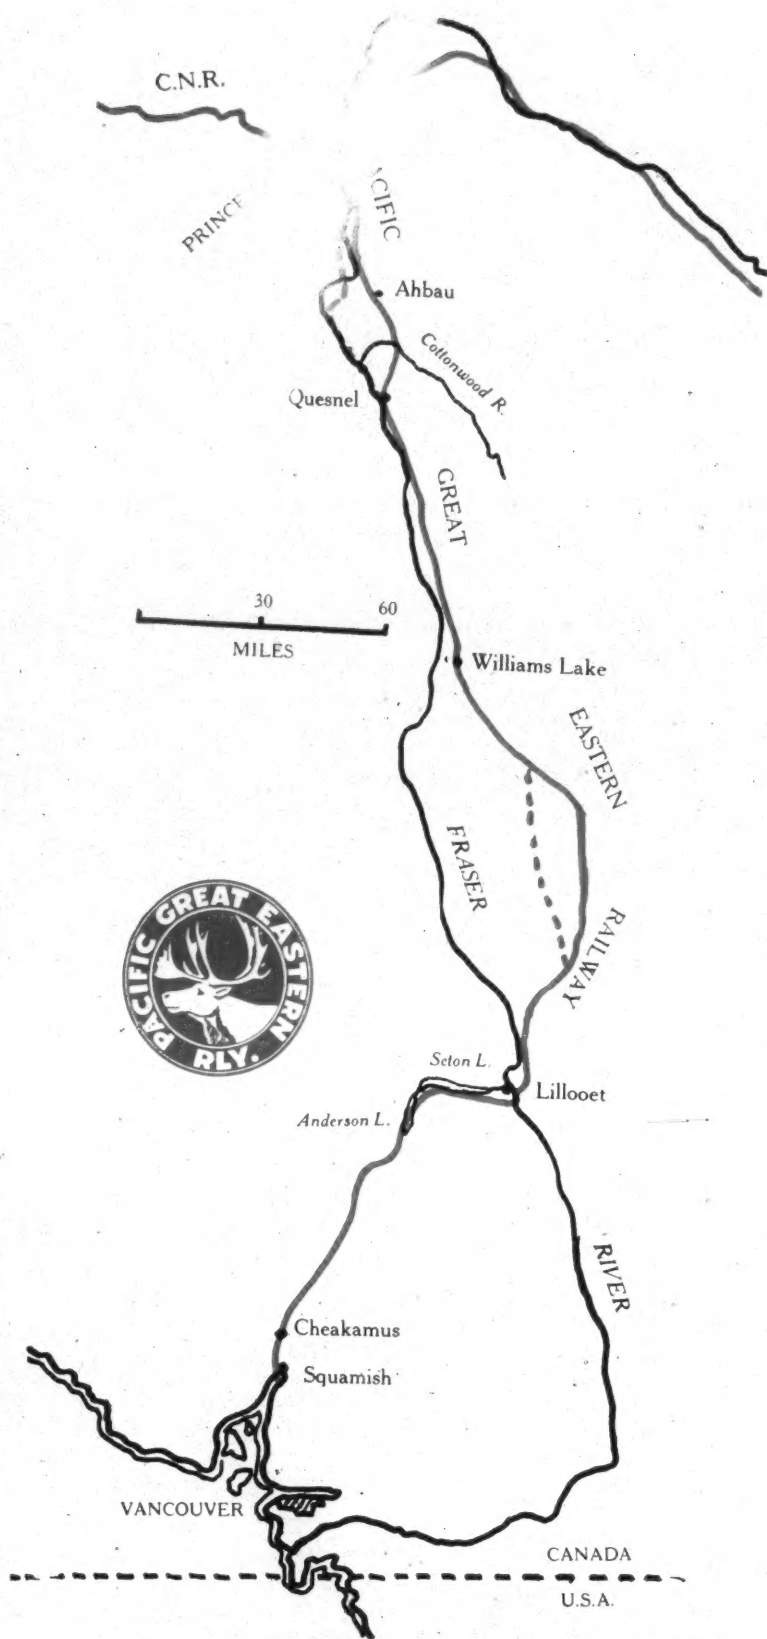 C.N.R.
PRINCE
CIFIC
Ahbau
Cottonwood R.
Quesnel
GREAT
30
60
MILES
Williams Lake
EASTERN
FRASER
PACIFIC GREAT EASTERN
RLY.
RAILWAY
Seton L.
Lillooet
Anderson L.
RIVER
Cheakamus
Squamish
VANCOUVER
CANADA
U.S.A.